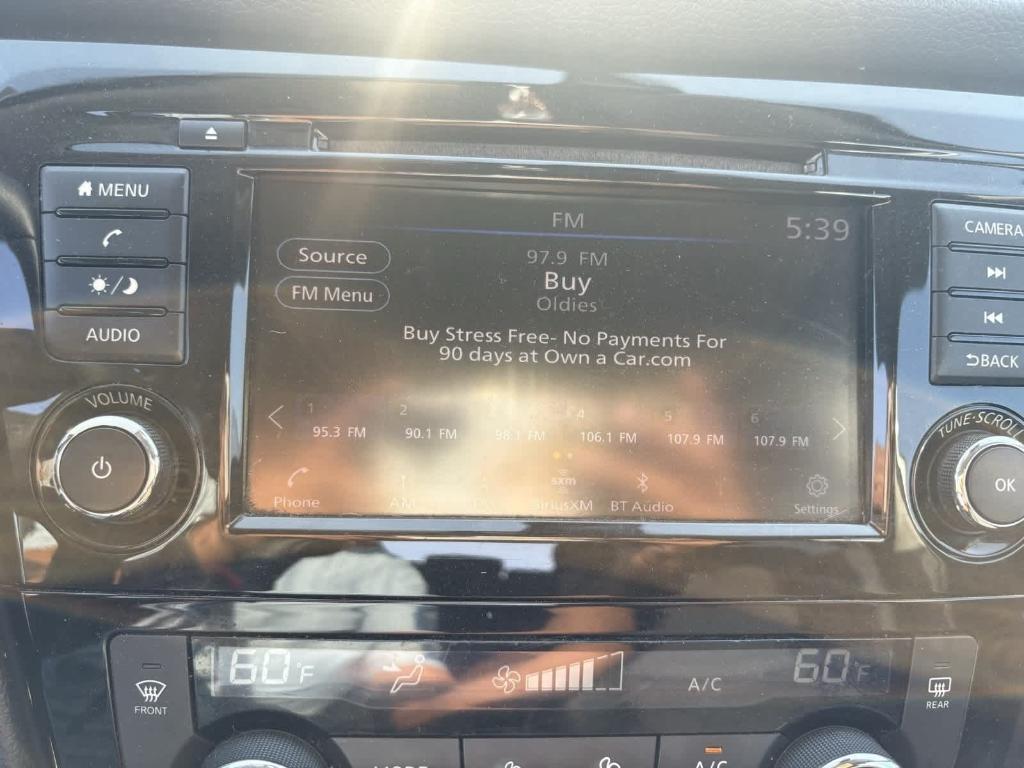 MENU
AUDIO
VOLUME
FM
5:39
Source
97.9 FM
FM Menu
Buy
Oldies
Buy Stress Free- No Payments For
90 days at Own a Car.com
1 2 4 5 6
95.3 FM 90.1 FM 98.1 FM 106.1 FM 107.9 FM 107.9 FM
sxm
Phone AM SiriusXM BT Audio Settings
CAMERA
BACK
TUNE·SCROLL
OK
60°F A/C 60°F
FRONT
REAR
MODE A/C